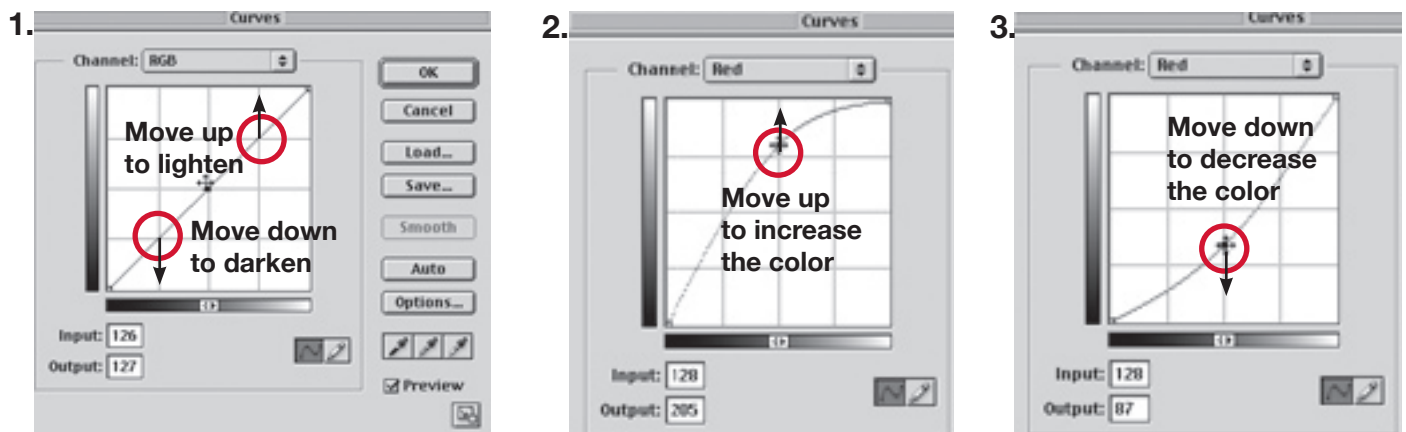 1.
Curves
Channel: RGB
Move up
to lighten
Move down
to darken
Input: 126
Output: 127
OK
Cancel
Load...
Save...
Smooth
Auto
Options...
Preview
2.
Curves
Channel: Red
Move up
to increase
the color
Input: 128
Output: 205
3.
Curves
Channel: Red
Move down
to decrease
the color
Input: 128
Output: 87